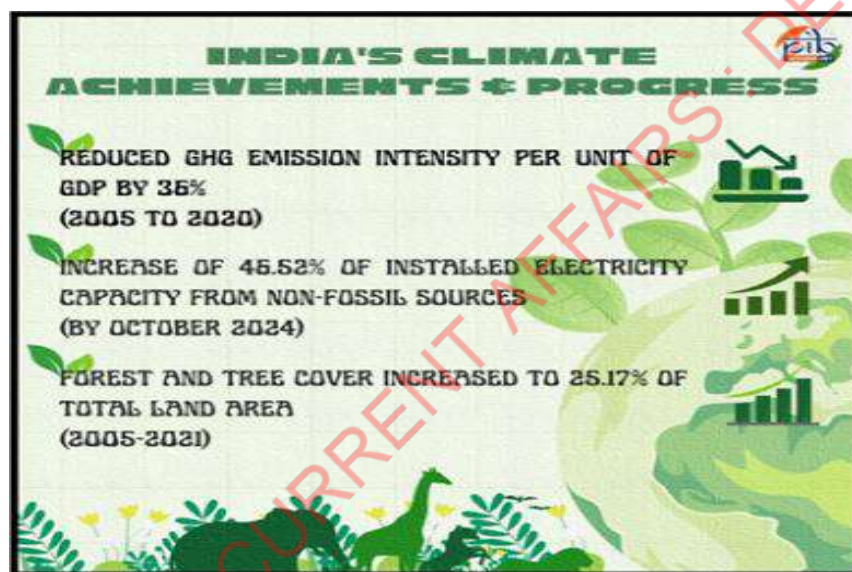 pib
INDIA'S CLIMATE
ACHIEVEMENTS & PROGRESS
REDUCED GHG EMISSION INTENSITY PER UNIT OF
GDP BY 36%
(2005 TO 2020)
INCREASE OF 46.52% OF INSTALLED ELECTRICITY
CAPACITY FROM NON-FOSSIL SOURCES
(BY OCTOBER 2024)
FOREST AND TREE COVER INCREASED TO 25.17% OF
TOTAL LAND AREA
(2005-2021)
CURRENT AFFAIRS : DE